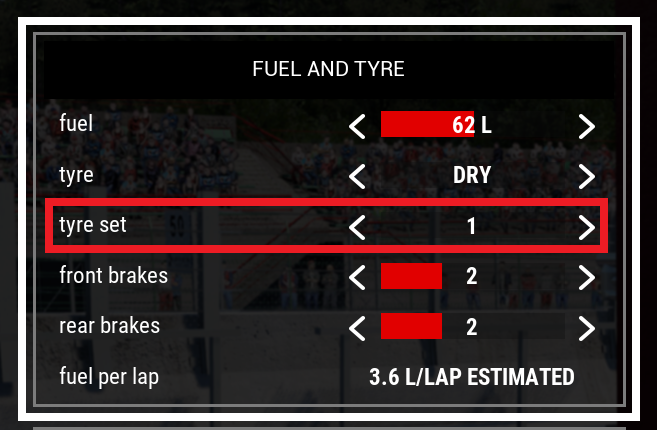 FUEL AND TYRE
fuel 62 L
tyre DRY
tyre set 1
front brakes 2
rear brakes 2
fuel per lap 3.6 L/LAP ESTIMATED